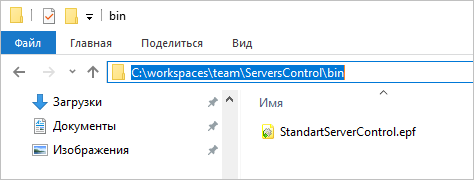 bin
Файл Главная Поделиться Вид
C:\workspaces\team\ServersControl\bin
Загрузки
Документы
Изображения
Имя
StandartServerControl.epf